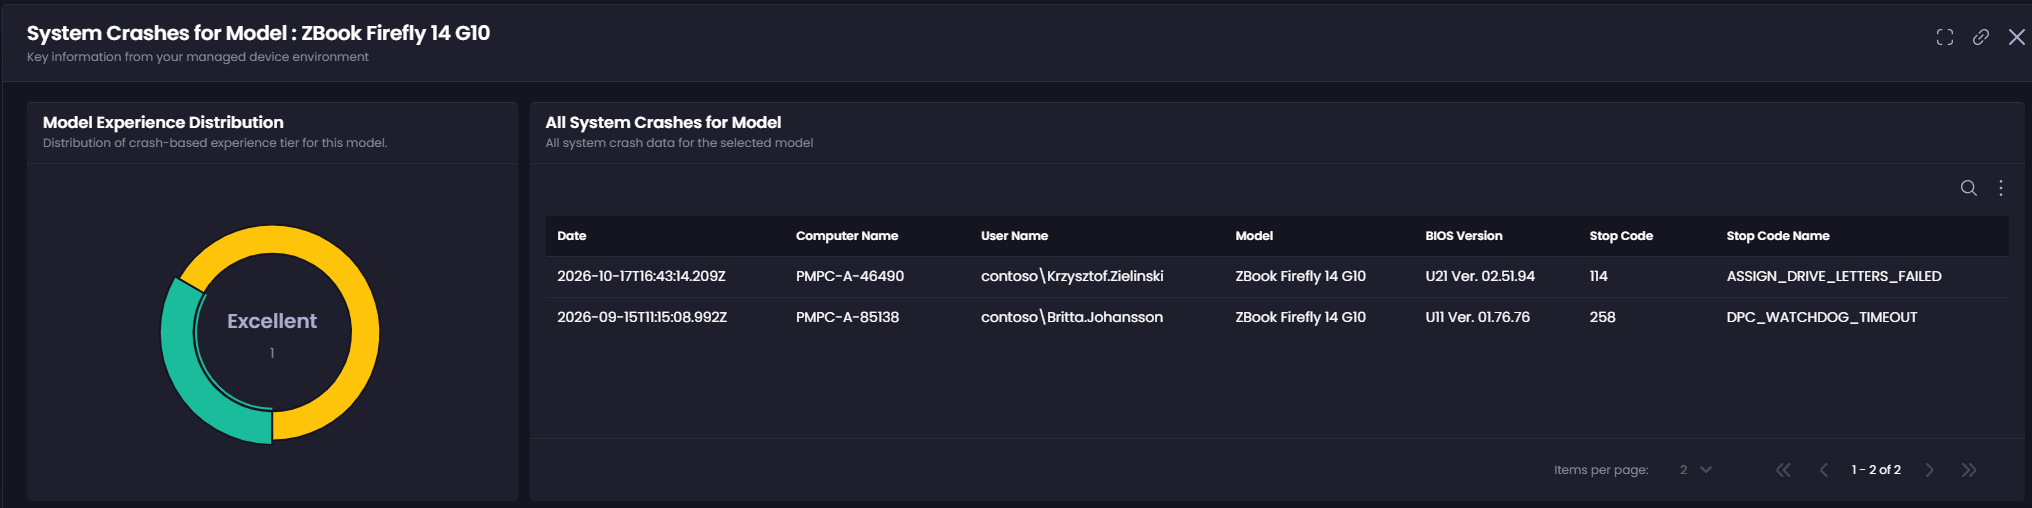 System Crashes for Model : ZBook Firefly 14 G10
Key information from your managed device environment
Model Experience Distribution
Distribution of crash-based experience tier for this model.
Excellent
1
All System Crashes for Model
All system crash data for the selected model
Date Computer Name User Name Model BIOS Version Stop Code Stop Code Name
2026-10-17T16:43:14.209Z PMPC-A-46490 contoso\Krzysztof.Zielinski ZBook Firefly 14 G10 U21 Ver. 02.51.94 114 ASSIGN_DRIVE_LETTERS_FAILED
2026-09-15T11:15:08.992Z PMPC-A-85138 contoso\Britta.Johansson ZBook Firefly 14 G10 U11 Ver. 01.76.76 258 DPC_WATCHDOG_TIMEOUT
Items per page: 2 1 - 2 of 2